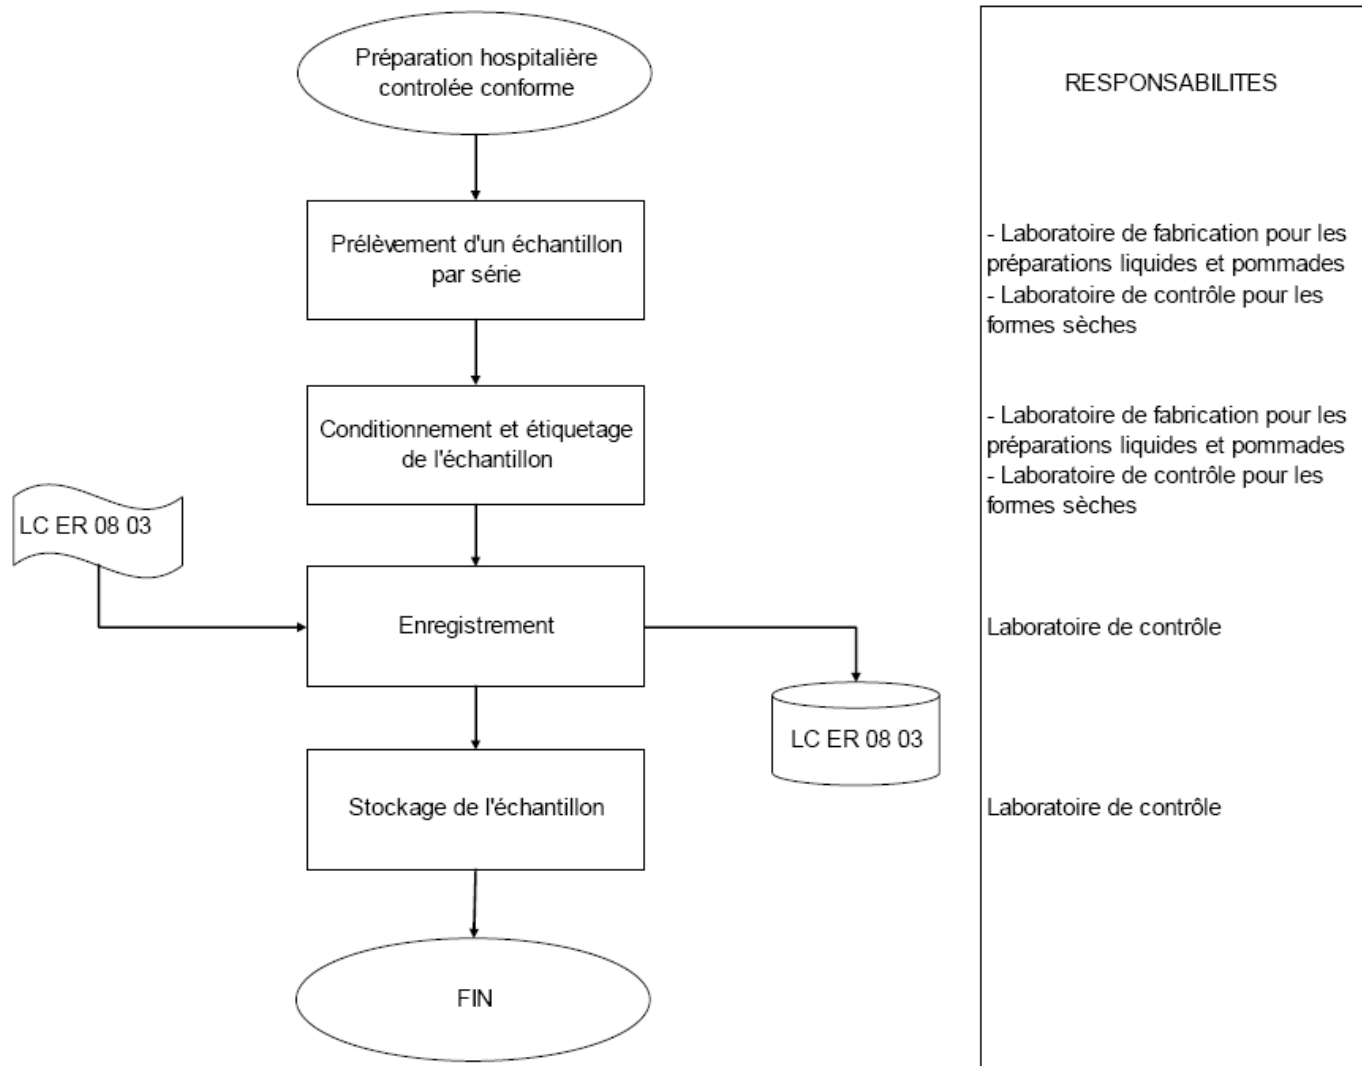 Préparation hospitalière
controlée conforme
RESPONSABILITES
Prélèvement d'un échantillon
par série
- Laboratoire de fabrication pour les
préparations liquides et pommades
- Laboratoire de contrôle pour les
formes sèches
Conditionnement et étiquetage
de l'échantillon
- Laboratoire de fabrication pour les
préparations liquides et pommades
- Laboratoire de contrôle pour les
formes sèches
LC ER 08 03
Enregistrement
Laboratoire de contrôle
LC ER 08 03
Stockage de l'échantillon
Laboratoire de contrôle
FIN